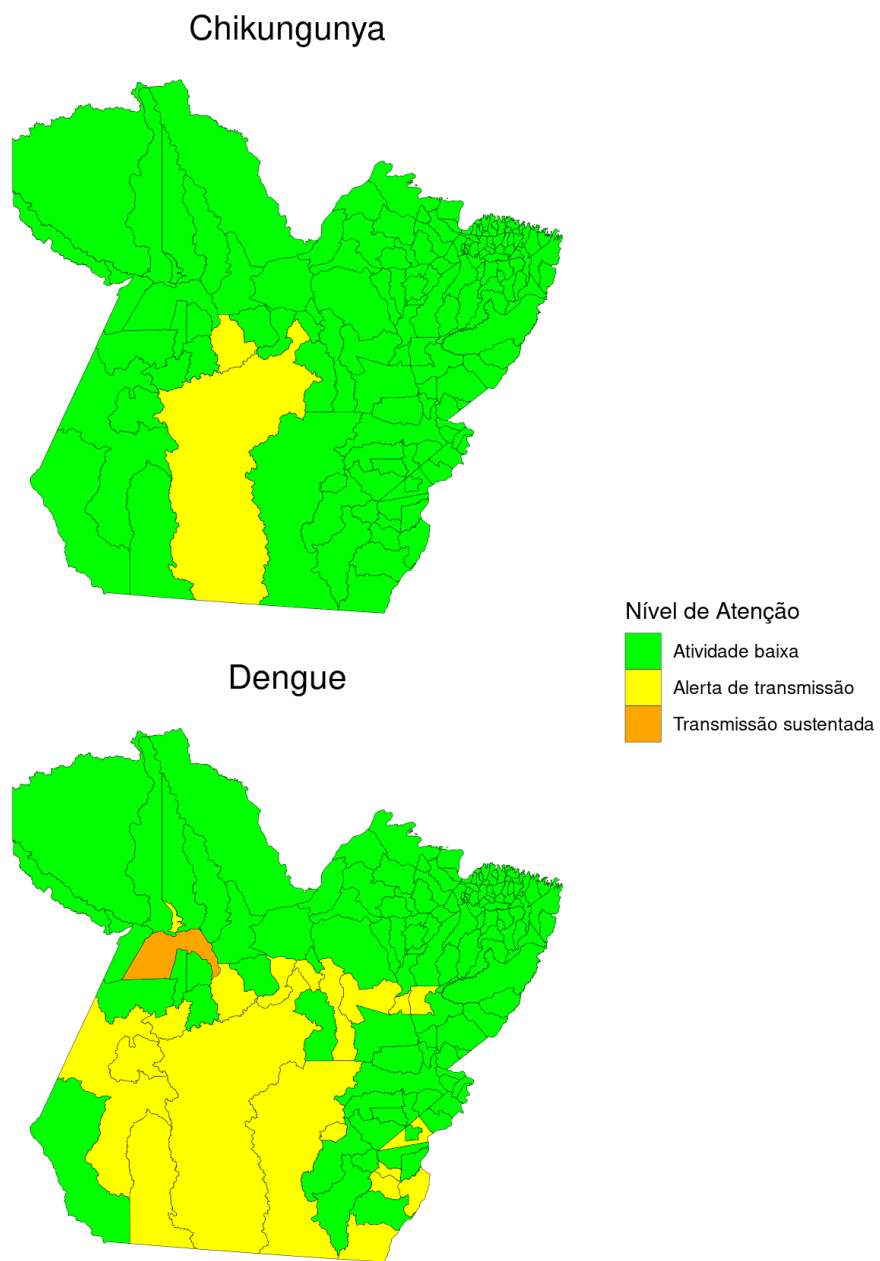 Chikungunya
Nível de Atenção
Atividade baixa
Alerta de transmissão
Transmissão sustentada
Dengue